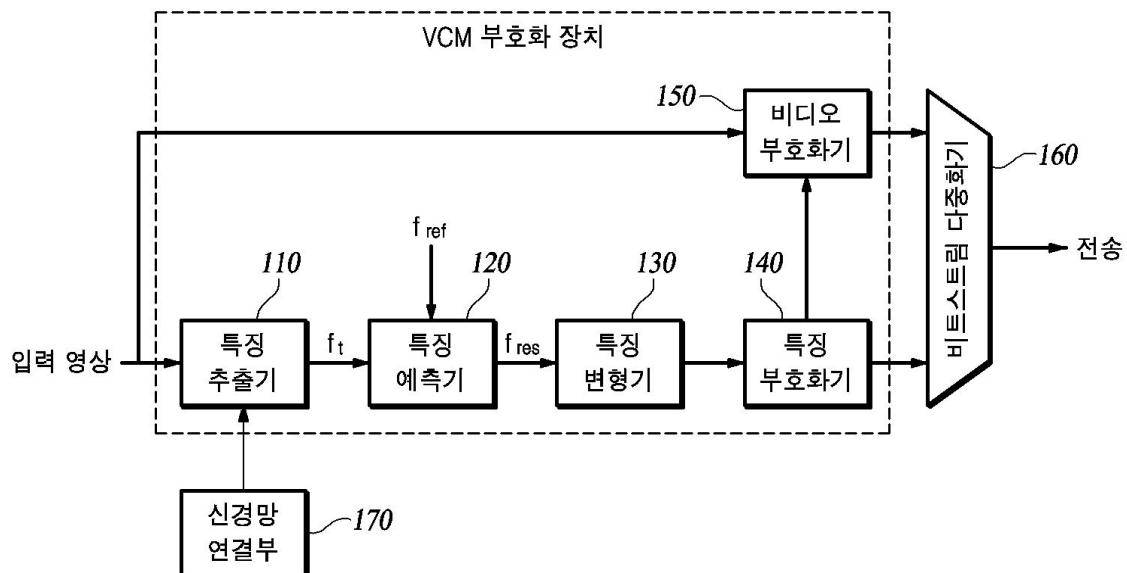 VCM 부호화 장치
150
비디오
부호화기
160
비트스트림 다중화기
전송
f ref
110
120
130
140
입력 영상
특징
추출기
f t
특징
예측기
f res
특징
변형기
특징
부호화기
신경망
연결부
170